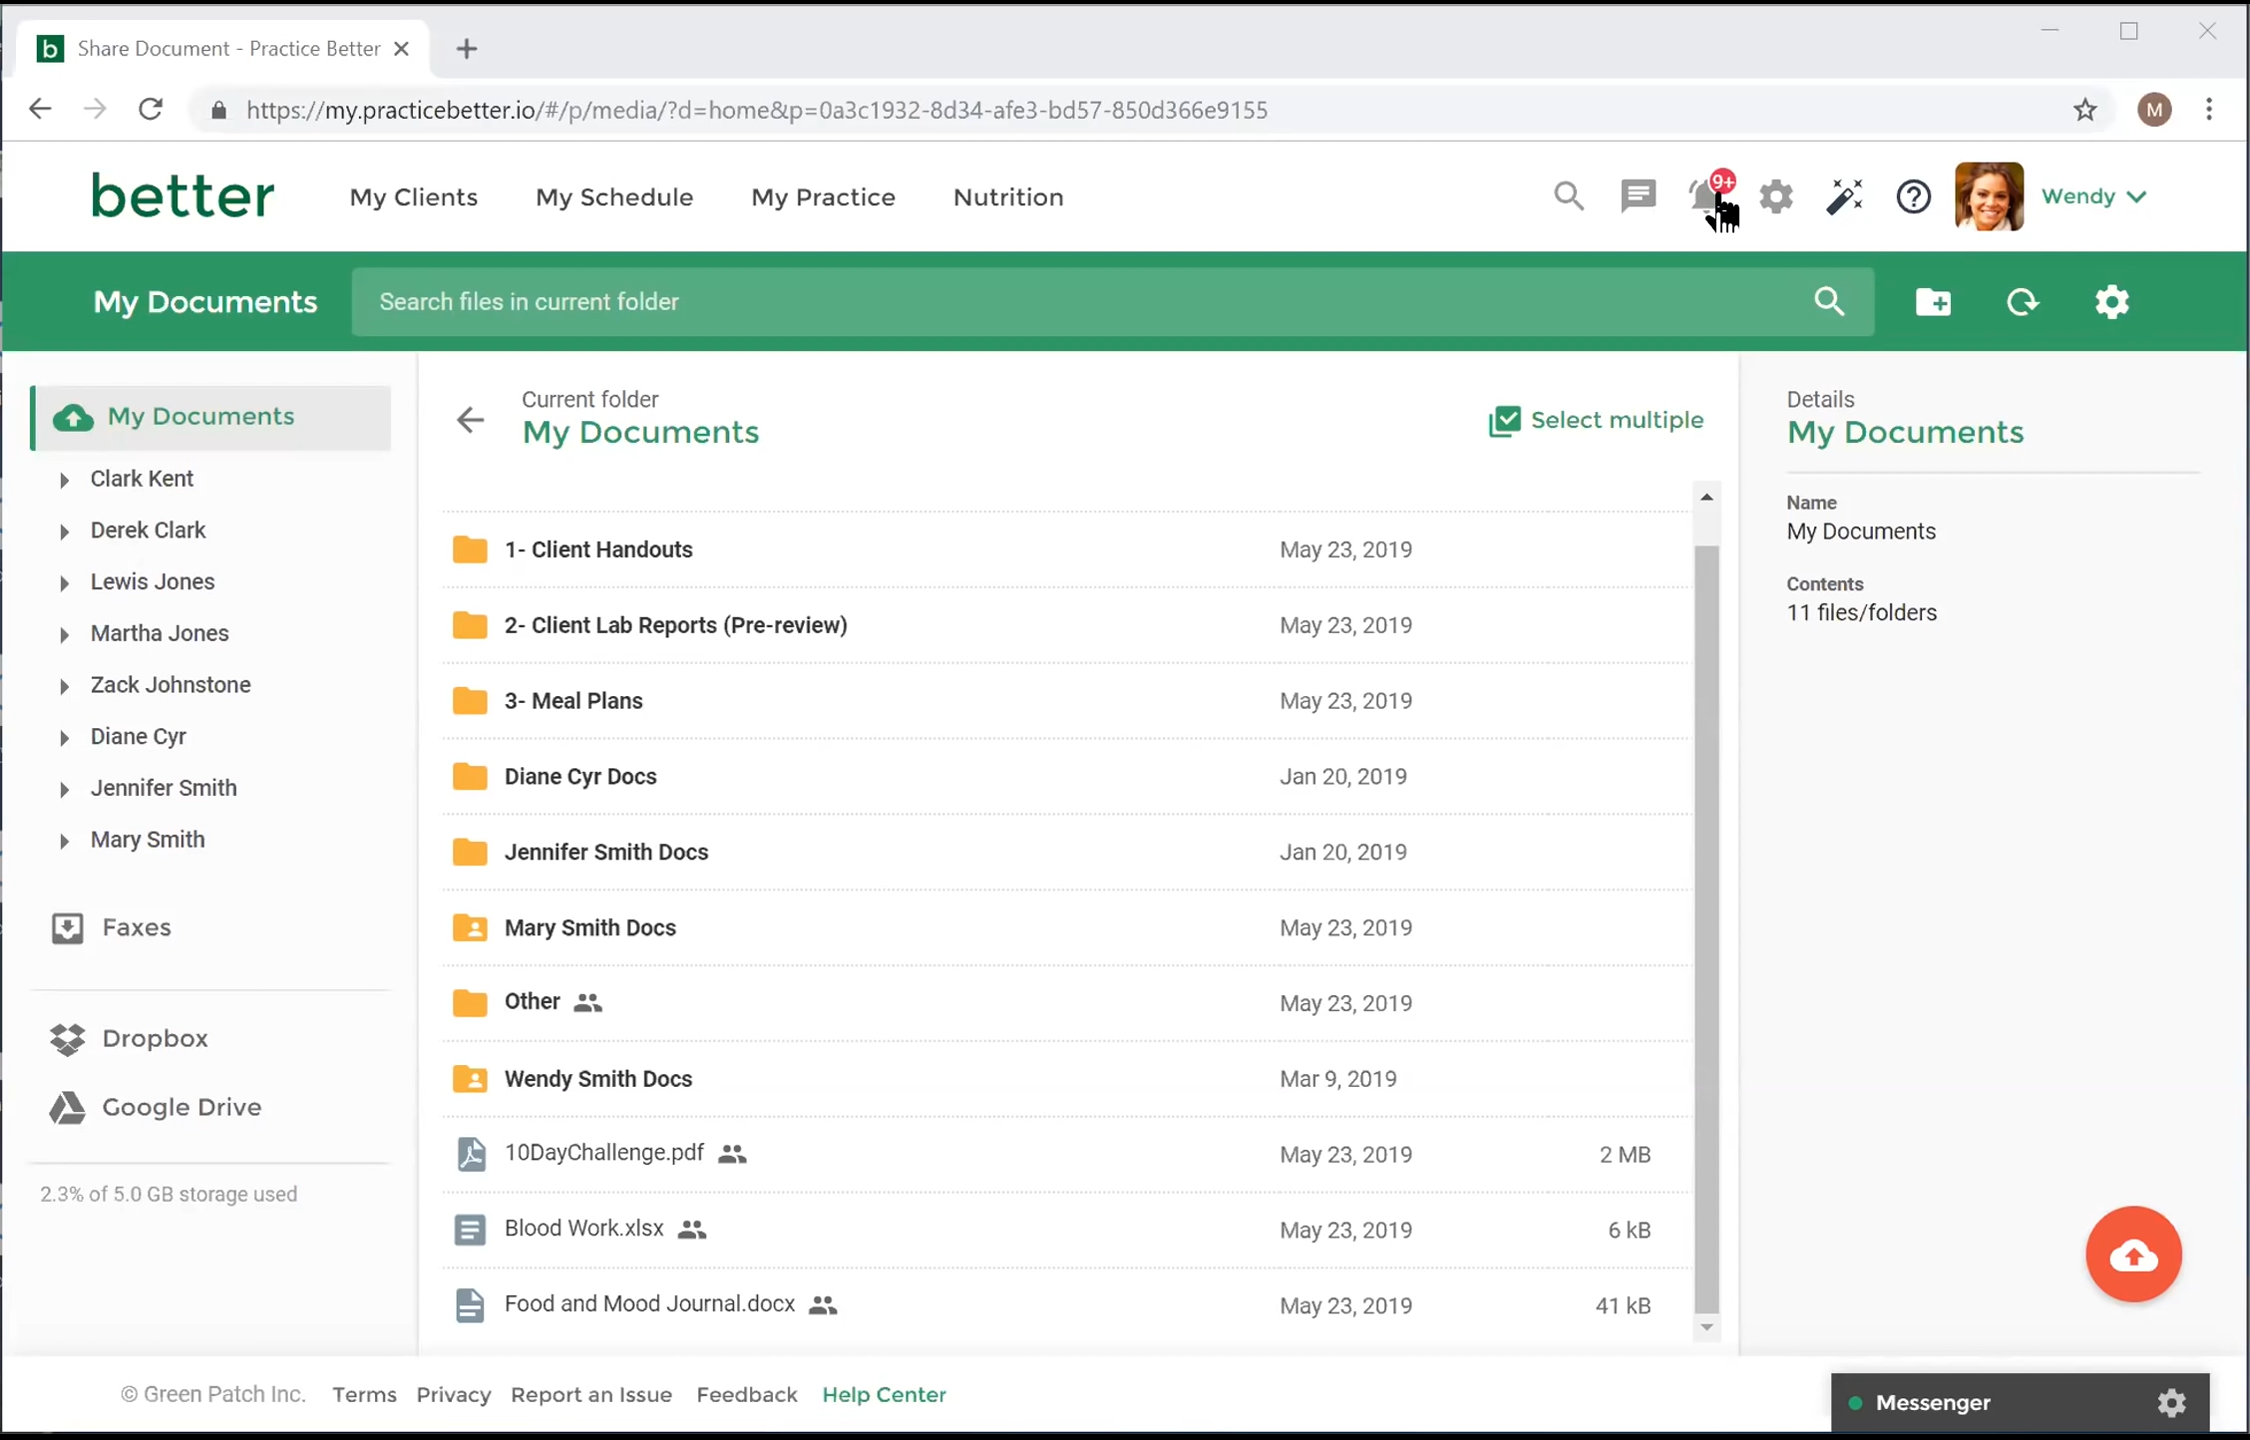 Share Document - Practice Better
https://my.practicebetter.io/#/p/media/?d=home&p=0a3c1932-8d34-afe3-bd57-850d366e9155
M
better
My Clients
My Schedule
My Practice
Nutrition
9+
Wendy
My Documents
Search files in current folder
My Documents
Clark Kent
Derek Clark
Lewis Jones
Martha Jones
Zack Johnstone
Diane Cyr
Jennifer Smith
Mary Smith
Faxes
Dropbox
Google Drive
2.3% of 5.0 GB storage used
Current folder
My Documents
Select multiple
1- Client Handouts May 23, 2019
2- Client Lab Reports (Pre-review) May 23, 2019
3- Meal Plans May 23, 2019
Diane Cyr Docs Jan 20, 2019
Jennifer Smith Docs Jan 20, 2019
Mary Smith Docs May 23, 2019
Other May 23, 2019
Wendy Smith Docs Mar 9, 2019
10DayChallenge.pdf May 23, 2019 2 MB
Blood Work.xlsx May 23, 2019 6 kB
Food and Mood Journal.docx May 23, 2019 41 kB
Details
My Documents
Name
My Documents
Contents
11 files/folders
© Green Patch Inc. Terms Privacy Report an Issue Feedback Help Center
Messenger